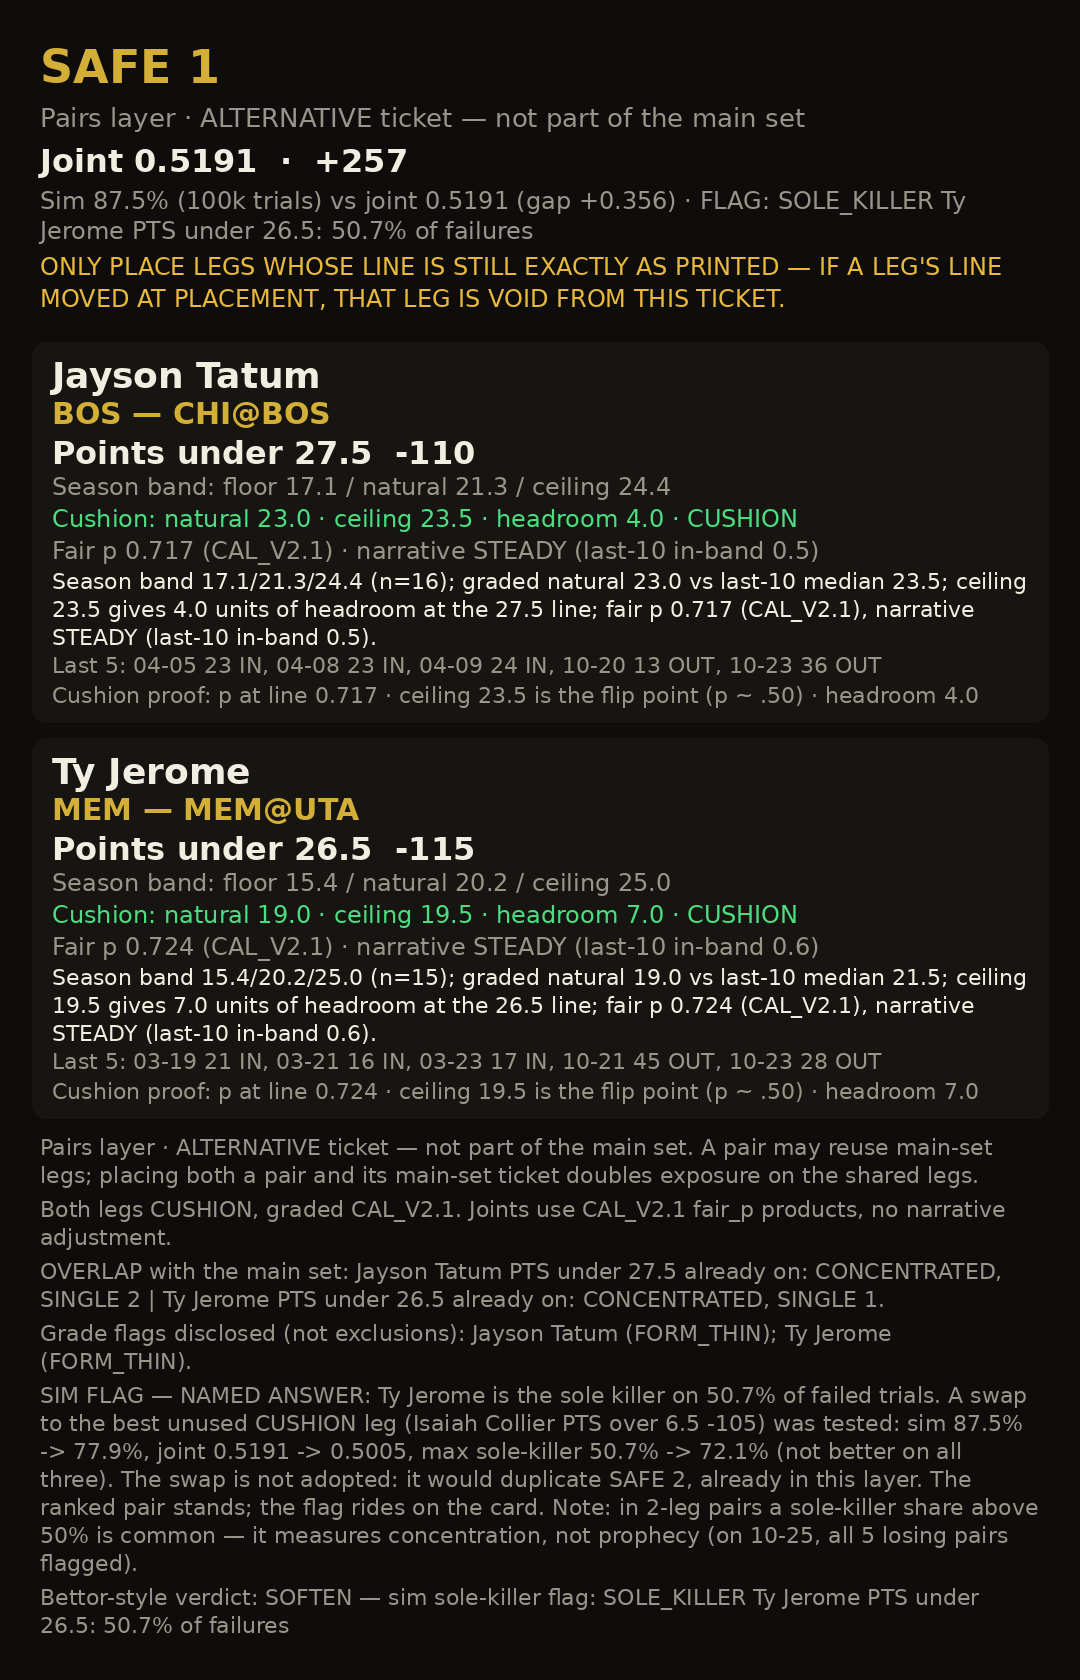 SAFE 1
Pairs layer · ALTERNATIVE ticket — not part of the main set
Joint 0.5191 · +257
Sim 87.5% (100k trials) vs joint 0.5191 (gap +0.356) · FLAG: SOLE_KILLER Ty
Jerome PTS under 26.5: 50.7% of failures
ONLY PLACE LEGS WHOSE LINE IS STILL EXACTLY AS PRINTED — IF A LEG'S LINE
MOVED AT PLACEMENT, THAT LEG IS VOID FROM THIS TICKET.
Jayson Tatum
BOS — CHI@BOS
Points under 27.5 -110
Season band: floor 17.1 / natural 21.3 / ceiling 24.4
Cushion: natural 23.0 · ceiling 23.5 · headroom 4.0 · CUSHION
Fair p 0.717 (CAL_V2.1) · narrative STEADY (last-10 in-band 0.5)
Season band 17.1/21.3/24.4 (n=16); graded natural 23.0 vs last-10 median 23.5; ceiling
23.5 gives 4.0 units of headroom at the 27.5 line; fair p 0.717 (CAL_V2.1), narrative
STEADY (last-10 in-band 0.5).
Last 5: 04-05 23 IN, 04-08 23 IN, 04-09 24 IN, 10-20 13 OUT, 10-23 36 OUT
Cushion proof: p at line 0.717 · ceiling 23.5 is the flip point (p ~ .50) · headroom 4.0
Ty Jerome
MEM — MEM@UTA
Points under 26.5 -115
Season band: floor 15.4 / natural 20.2 / ceiling 25.0
Cushion: natural 19.0 · ceiling 19.5 · headroom 7.0 · CUSHION
Fair p 0.724 (CAL_V2.1) · narrative STEADY (last-10 in-band 0.6)
Season band 15.4/20.2/25.0 (n=15); graded natural 19.0 vs last-10 median 21.5; ceiling
19.5 gives 7.0 units of headroom at the 26.5 line; fair p 0.724 (CAL_V2.1), narrative
STEADY (last-10 in-band 0.6).
Last 5: 03-19 21 IN, 03-21 16 IN, 03-23 17 IN, 10-21 45 OUT, 10-23 28 OUT
Cushion proof: p at line 0.724 · ceiling 19.5 is the flip point (p ~ .50) · headroom 7.0
Pairs layer · ALTERNATIVE ticket — not part of the main set. A pair may reuse main-set
legs; placing both a pair and its main-set ticket doubles exposure on the shared legs.
Both legs CUSHION, graded CAL_V2.1. Joints use CAL_V2.1 fair_p products, no narrative
adjustment.
OVERLAP with the main set: Jayson Tatum PTS under 27.5 already on: CONCENTRATED,
SINGLE 2 | Ty Jerome PTS under 26.5 already on: CONCENTRATED, SINGLE 1.
Grade flags disclosed (not exclusions): Jayson Tatum (FORM_THIN); Ty Jerome
(FORM_THIN).
SIM FLAG — NAMED ANSWER: Ty Jerome is the sole killer on 50.7% of failed trials. A swap
to the best unused CUSHION leg (Isaiah Collier PTS over 6.5 -105) was tested: sim 87.5%
-> 77.9%, joint 0.5191 -> 0.5005, max sole-killer 50.7% -> 72.1% (not better on all
three). The swap is not adopted: it would duplicate SAFE 2, already in this layer. The
ranked pair stands; the flag rides on the card. Note: in 2-leg pairs a sole-killer share above
50% is common — it measures concentration, not prophecy (on 10-25, all 5 losing pairs
flagged).
Bettor-style verdict: SOFTEN — sim sole-killer flag: SOLE_KILLER Ty Jerome PTS under
26.5: 50.7% of failures